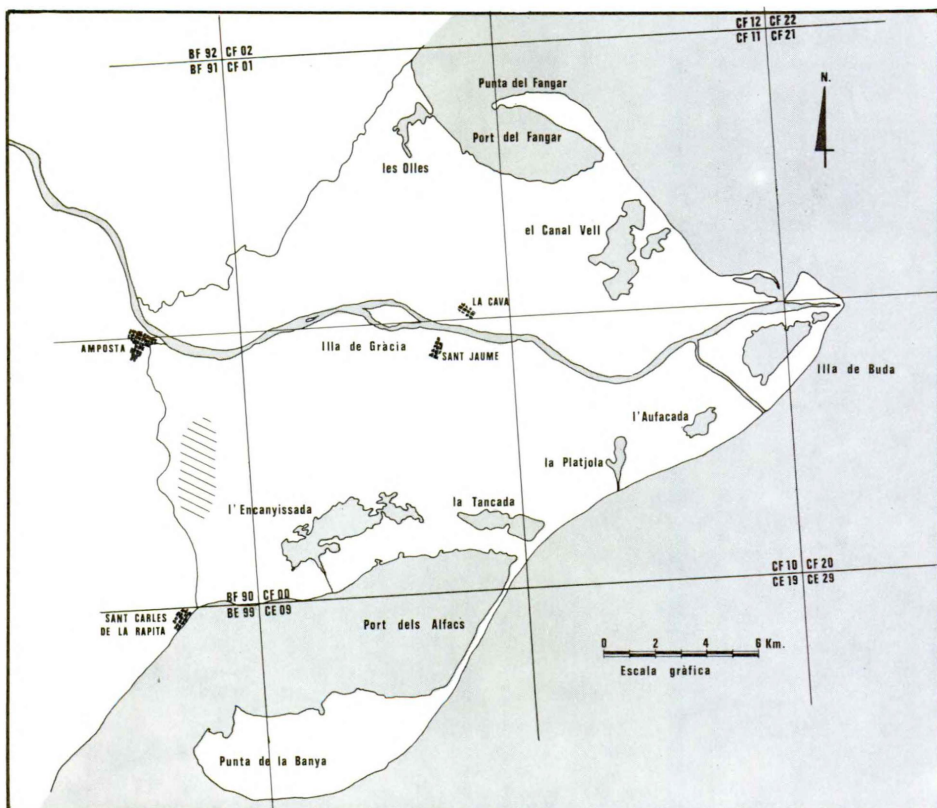 CF 12 CF 22
CF 11 CF 21
BF 92 CF 02
BF 91 CF 01
N.
Punta del Fangar
Port del Fangar
les Olles
el Canal Vell
LA CAVA
AMPOSTA
Illa de Gràcia
SANT JAUME
Illa de Buda
l'Aufacada
la Platjola
l'Encanyissada
la Tancada
CF 10 CF 20
CE 19 CE 29
BF 90 CF 00
BE 99 CE 09
SANT CARLES
DE LA RAPITA
Port dels Alfacs
0 2 4 6 Km.
Escala gràfica
Punta de la Banya